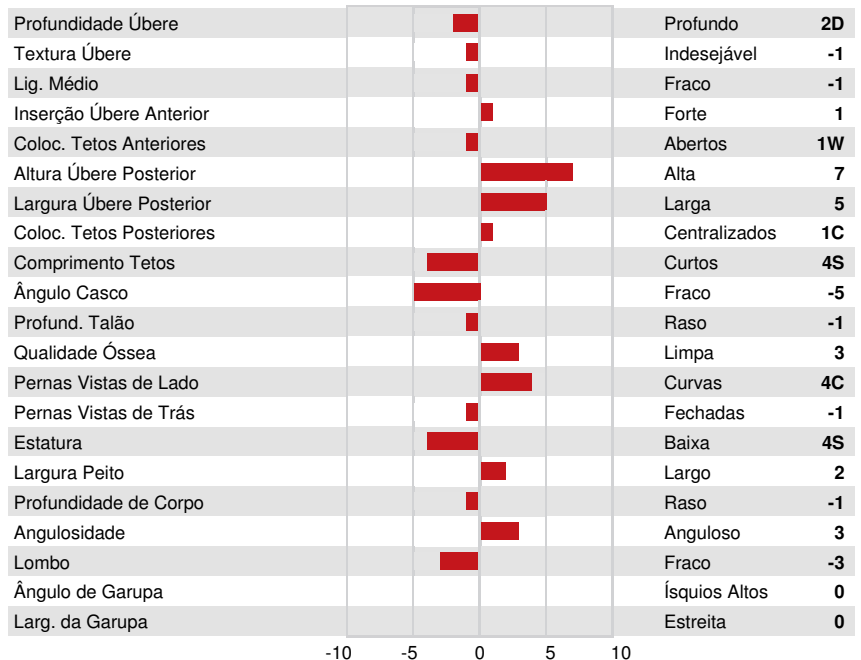 Profundidade Úbere Profundo 2D
Textura Úbere Indesejável -1
Lig. Médio Fraco -1
Inserção Úbere Anterior Forte 1
Coloc. Tetos Anteriores Abertos 1W
Altura Úbere Posterior Alta 7
Largura Úbere Posterior Larga 5
Coloc. Tetos Posteriores Centralizados 1C
Comprimento Tetos Curtos 4S
Ângulo Casco Fraco -5
Profund. Talão Raso -1
Qualidade Óssea Limpa 3
Pernas Vistas de Lado Curvas 4C
Pernas Vistas de Trás Fechadas -1
Estatura Baixa 4S
Largura Peito Largo 2
Profundidade de Corpo Raso -1
Angulosidade Anguloso 3
Lombo Fraco -3
Ângulo de Garupa Ísquios Altos 0
Larg. da Garupa Estreita 0
-10 -5 0 5 10